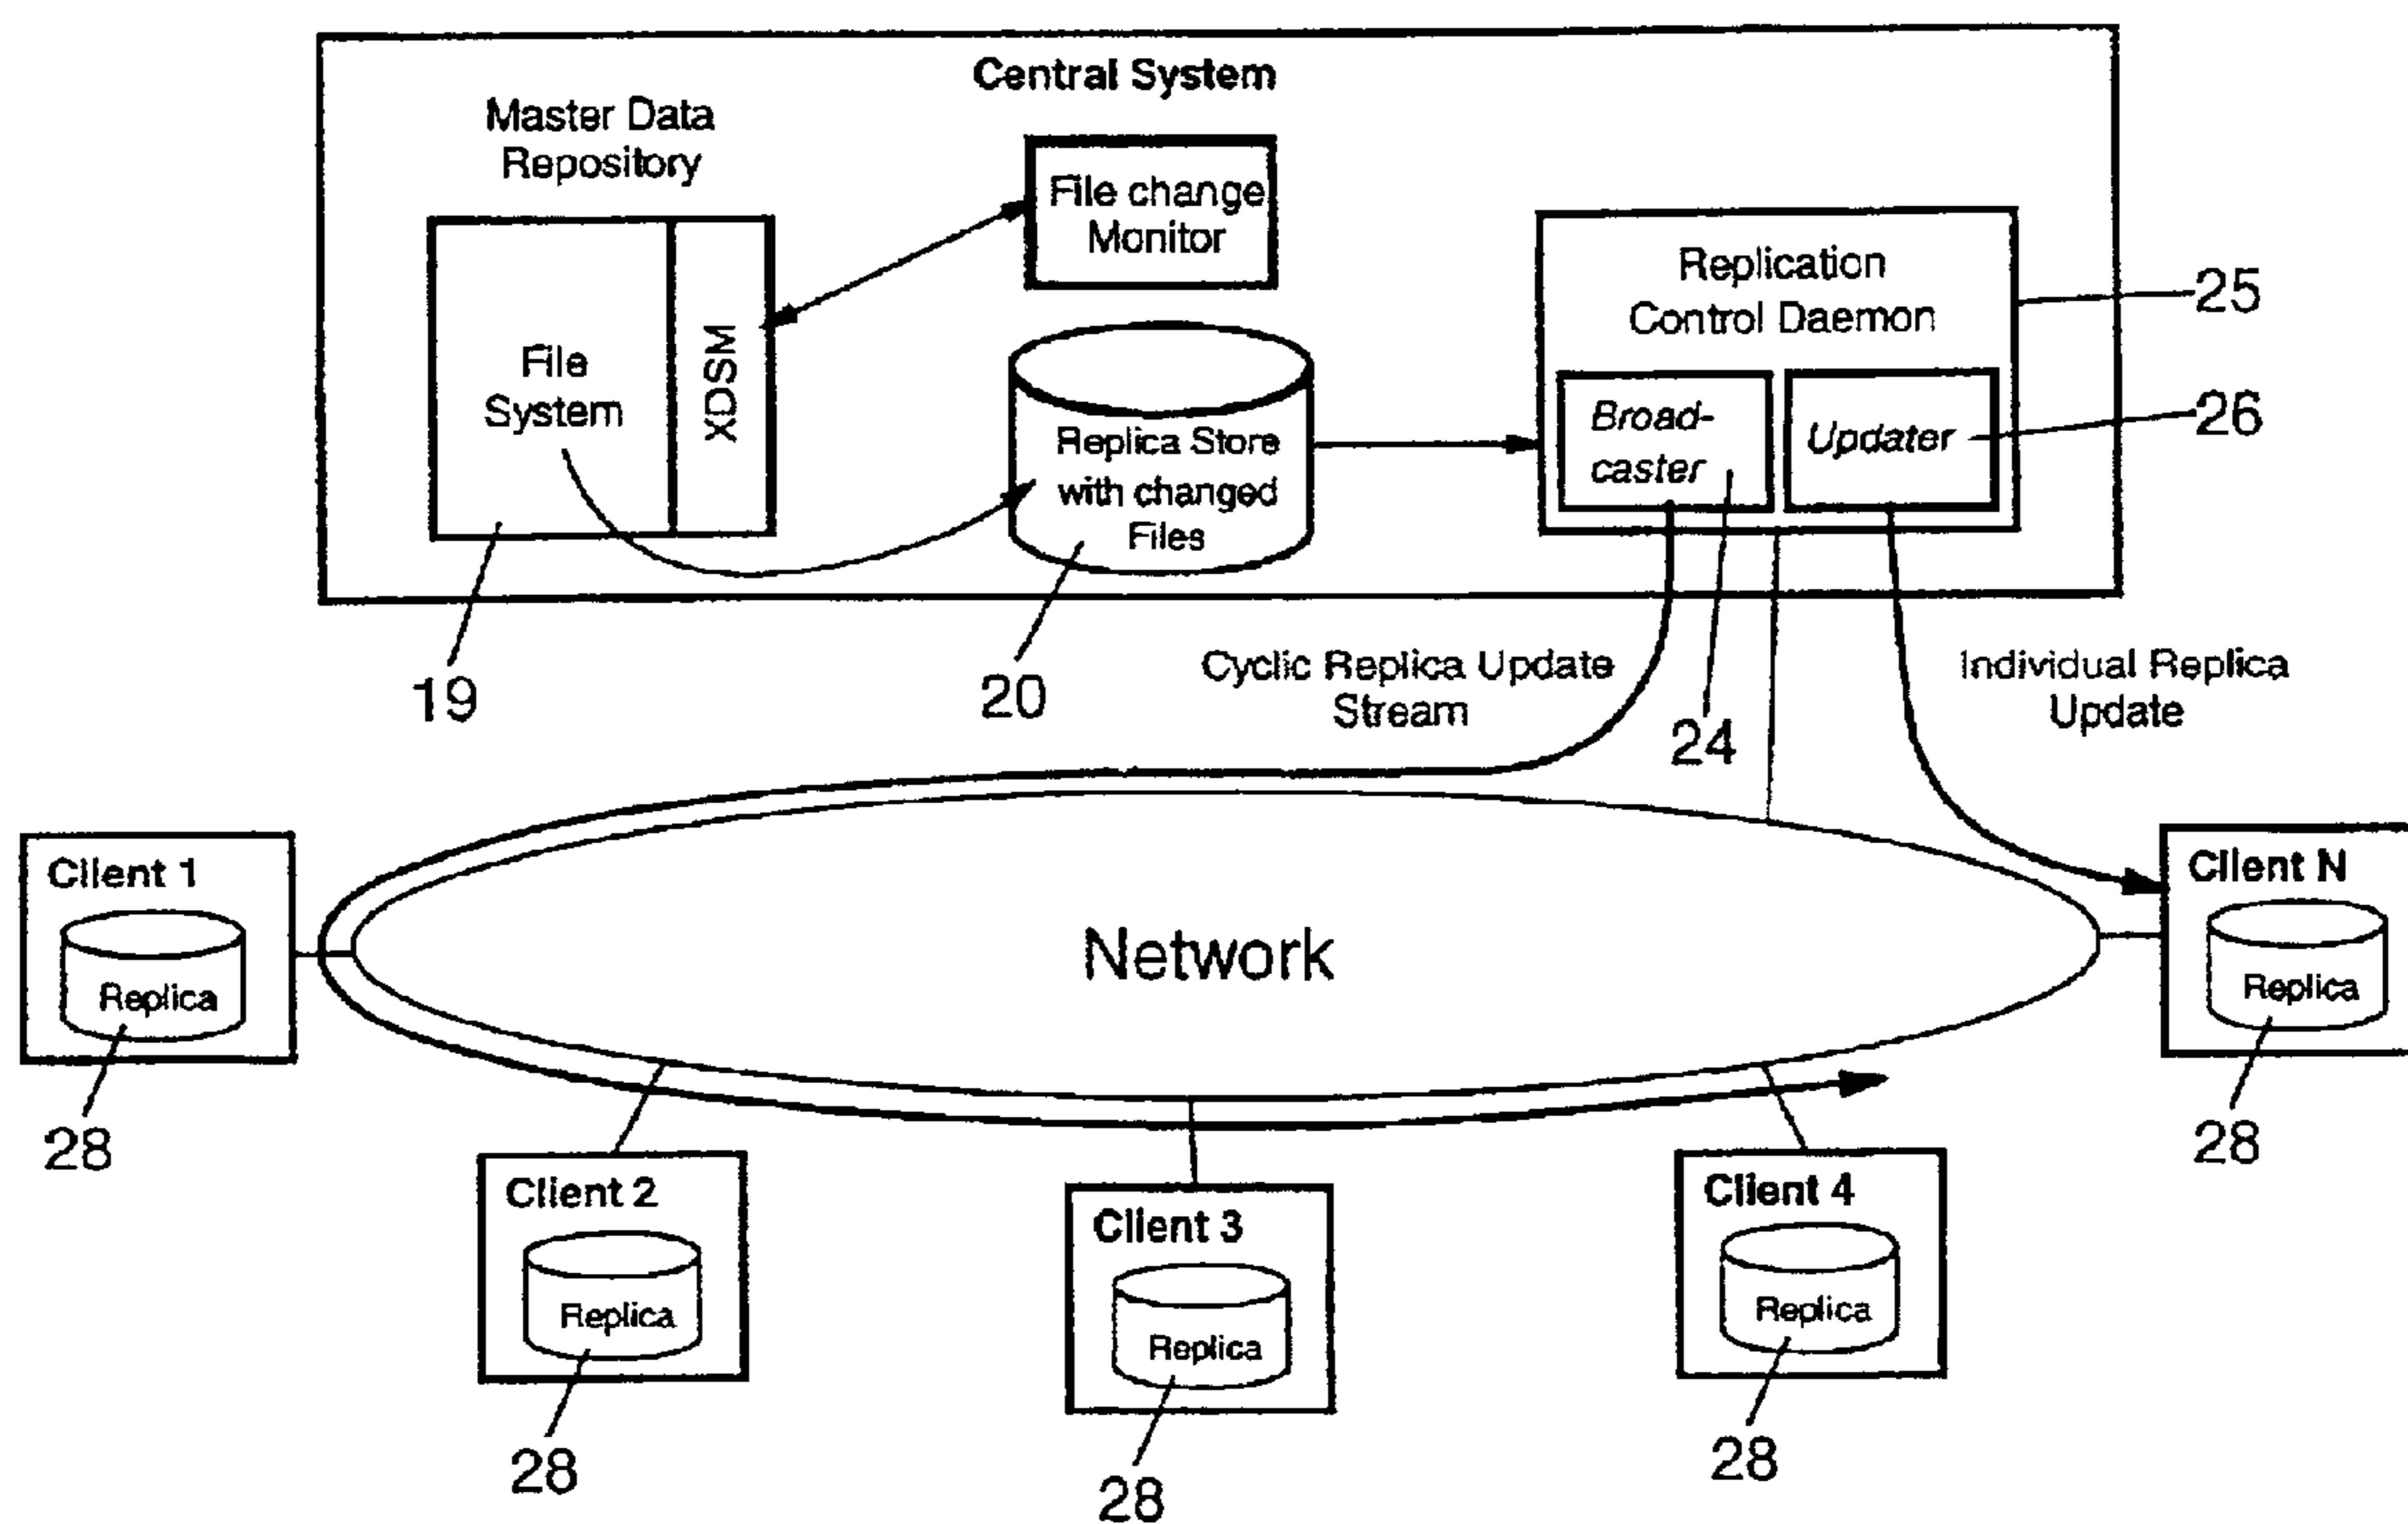 Central System
Master Data
Repository
File change
Monitor
File
System
XDSM
Replica Store
with changed
Files
Replication
Control Daemon
Broad-
caster
Updater
25
26
19
20
Cyclic Replica Update
Stream
24
Individual Replica
Update
Client 1
Replica
28
Network
Client N
Replica
28
Client 2
Replica
28
Client 3
Replica
28
Client 4
Replica
28